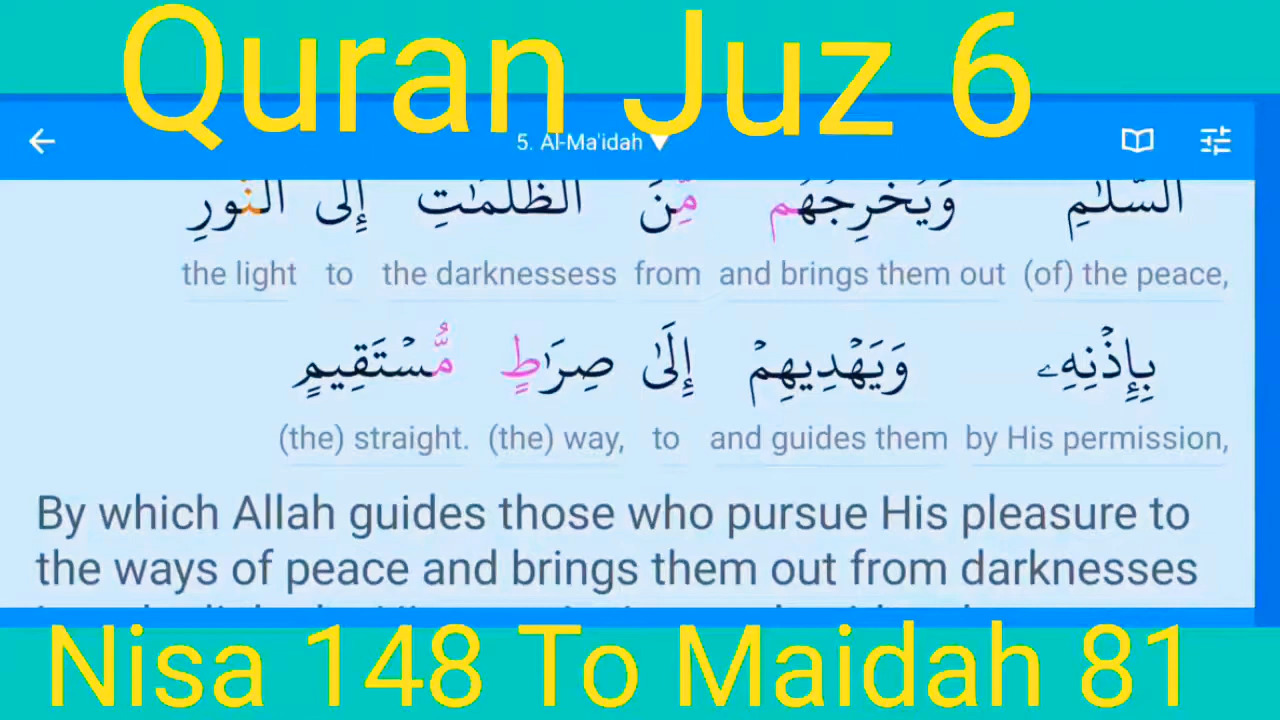 Quran Juz 6
5. Al-Ma'idah ▼
ٱلسَّلَـٰمِ وَيُخْرِجُهُم مِّنَ ٱلظُّلُمَـٰتِ إِلَى ٱلنُّورِ
(of) the peace, and brings them out from the darknessess to the light
بِإِذْنِهِۦ وَيَهْدِيهِمْ إِلَىٰ صِرَٰطٍ مُّسْتَقِيمٍ
by His permission, and guides them to (the) way, (the) straight.
By which Allah guides those who pursue His pleasure to
the ways of peace and brings them out from darknesses
Nisa 148 To Maidah 81